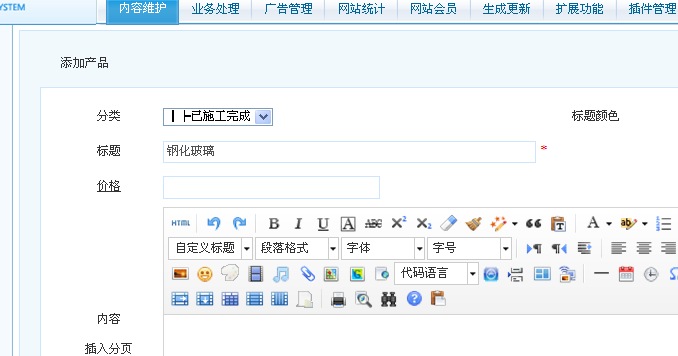 YSTEM 内容维护 业务处理 广告管理 网站统计 网站会员 生成更新 扩展功能 插件管理
添加产品
分类 ┃ ├已施工完成 标题颜色
标题 钢化玻璃 *
价格
HTML B I U A ABC X² X₂ A ab
自定义标题 段落格式 字体 字号
代码语言
内容
插入分页